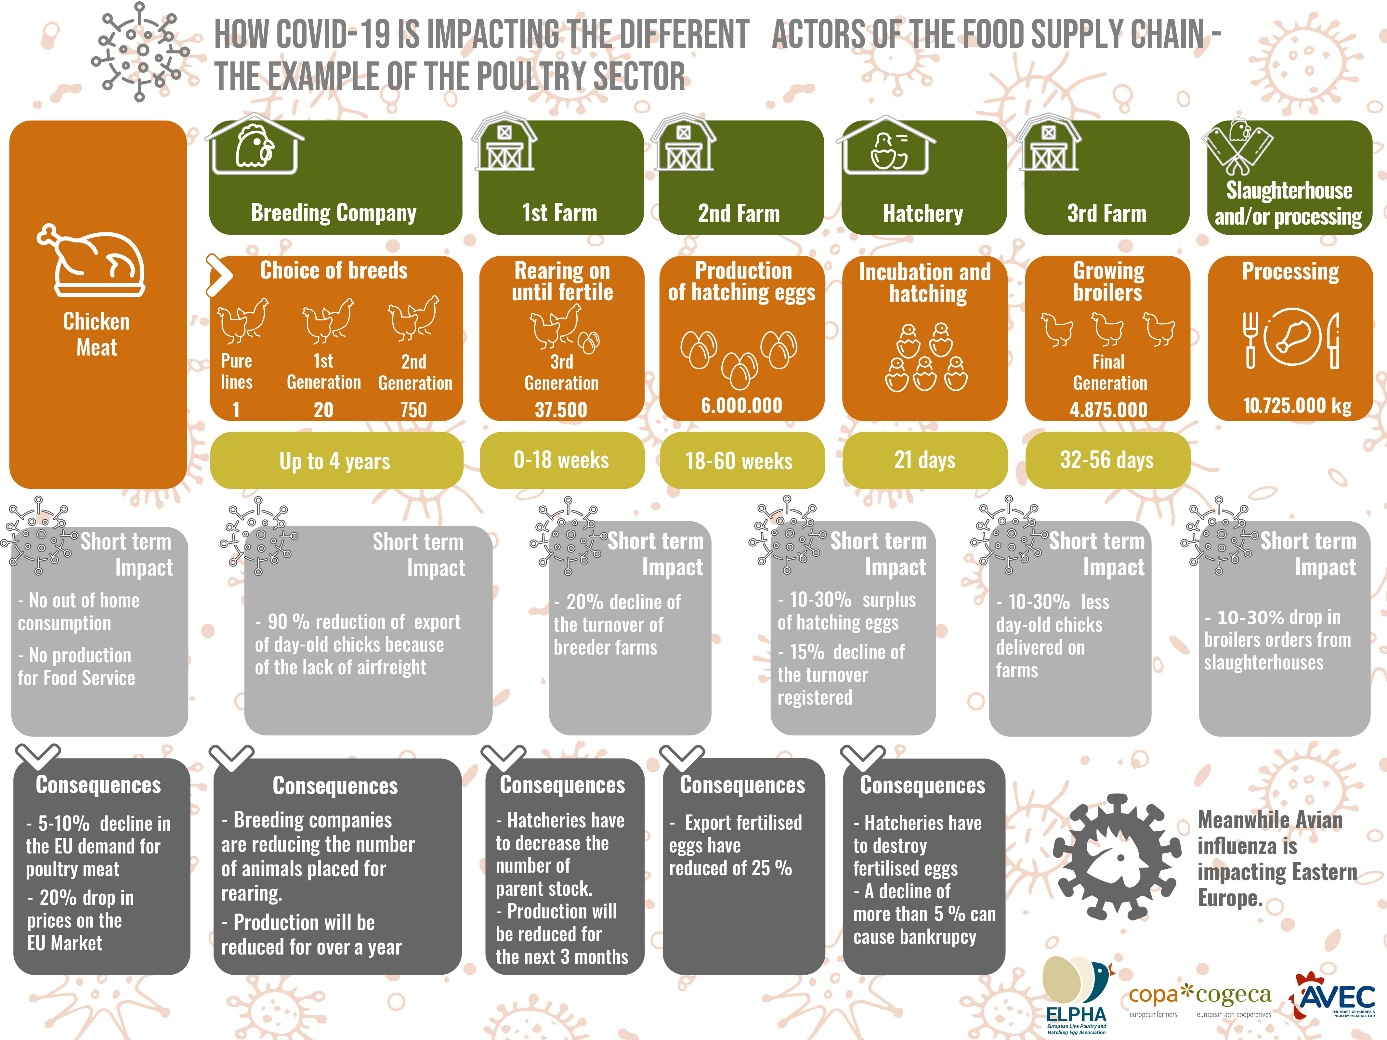 HOW COVID-19 IS IMPACTING THE DIFFERENT ACTORS OF THE FOOD SUPPLY CHAIN -
THE EXAMPLE OF THE POULTRY SECTOR
Chicken
Meat
Breeding Company
1st Farm
2nd Farm
Hatchery
3rd Farm
Slaughterhouse
and/or processing
Choice of breeds
Pure
lines
1
1st
Generation
20
2nd
Generation
750
Rearing on
until fertile
3rd
Generation
37.500
Production
of hatching eggs
6.000.000
Incubation and
hatching
Growing
broilers
Final
Generation
4.875.000
Processing
10.725.000 kg
Up to 4 years
0-18 weeks
18-60 weeks
21 days
32-56 days
Short term
Impact
- No out of home
consumption
- No production
for Food Service
Short term
Impact
- 90 % reduction of export
of day-old chicks because
of the lack of airfreight
Short term
Impact
- 20% decline of
the turnover of
breeder farms
Short term
Impact
- 10-30% surplus
of hatching eggs
- 15% decline of
the turnover
registered
Short term
Impact
- 10-30% less
day-old chicks
delivered on
farms
Short term
Impact
- 10-30% drop in
broilers orders from
slaughterhouses
Consequences
- 5-10% decline in
the EU demand for
poultry meat
- 20% drop in
prices on the
EU Market
Consequences
- Breeding companies
are reducing the number
of animals placed for
rearing.
- Production will be
reduced for over a year
Consequences
- Hatcheries have
to decrease the
number of
parent stock.
- Production will
be reduced for
the next 3 months
Consequences
- Export fertilised
eggs have
reduced of 25 %
Consequences
- Hatcheries have
to destroy
fertilised eggs
- A decline of
more than 5 % can
cause bankrupcy
Meanwhile Avian
influenza is
impacting Eastern
Europe.
ELPHA
European Live Poultry and
Hatching Egg Association
copa*cogeca
european farmers european agri-cooperatives
AVEC